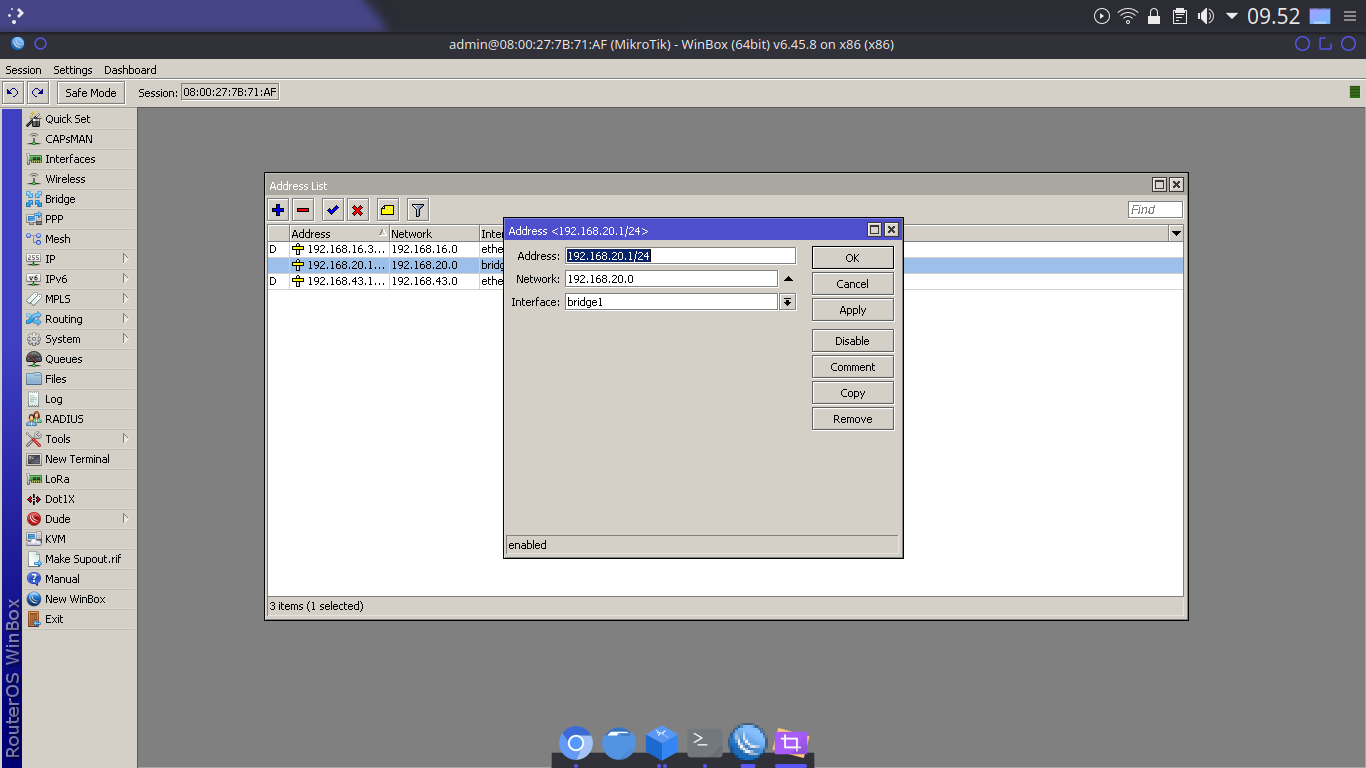 09.52
admin@08:00:27:7B:71:AF (MikroTik) - WinBox (64bit) v6.45.8 on x86 (x86)
Session Settings Dashboard
Safe Mode Session: 08:00:27:7B:71:AF
Quick Set
CAPsMAN
Interfaces
Wireless
Bridge
PPP
Mesh
IP
IPv6
MPLS
Routing
System
Queues
Files
Log
RADIUS
Tools
New Terminal
LoRa
Dot1X
Dude
KVM
Make Supout.rif
Manual
New WinBox
Exit
RouterOS WinBox
Address List
Find
Address Network Inter
D 192.168.16.3... 192.168.16.0 ethe
192.168.20.1... 192.168.20.0 bridg
D 192.168.43.1... 192.168.43.0 ethe
3 items (1 selected)
Address <192.168.20.1/24>
Address: 192.168.20.1/24
Network: 192.168.20.0
Interface: bridge1
OK
Cancel
Apply
Disable
Comment
Copy
Remove
enabled